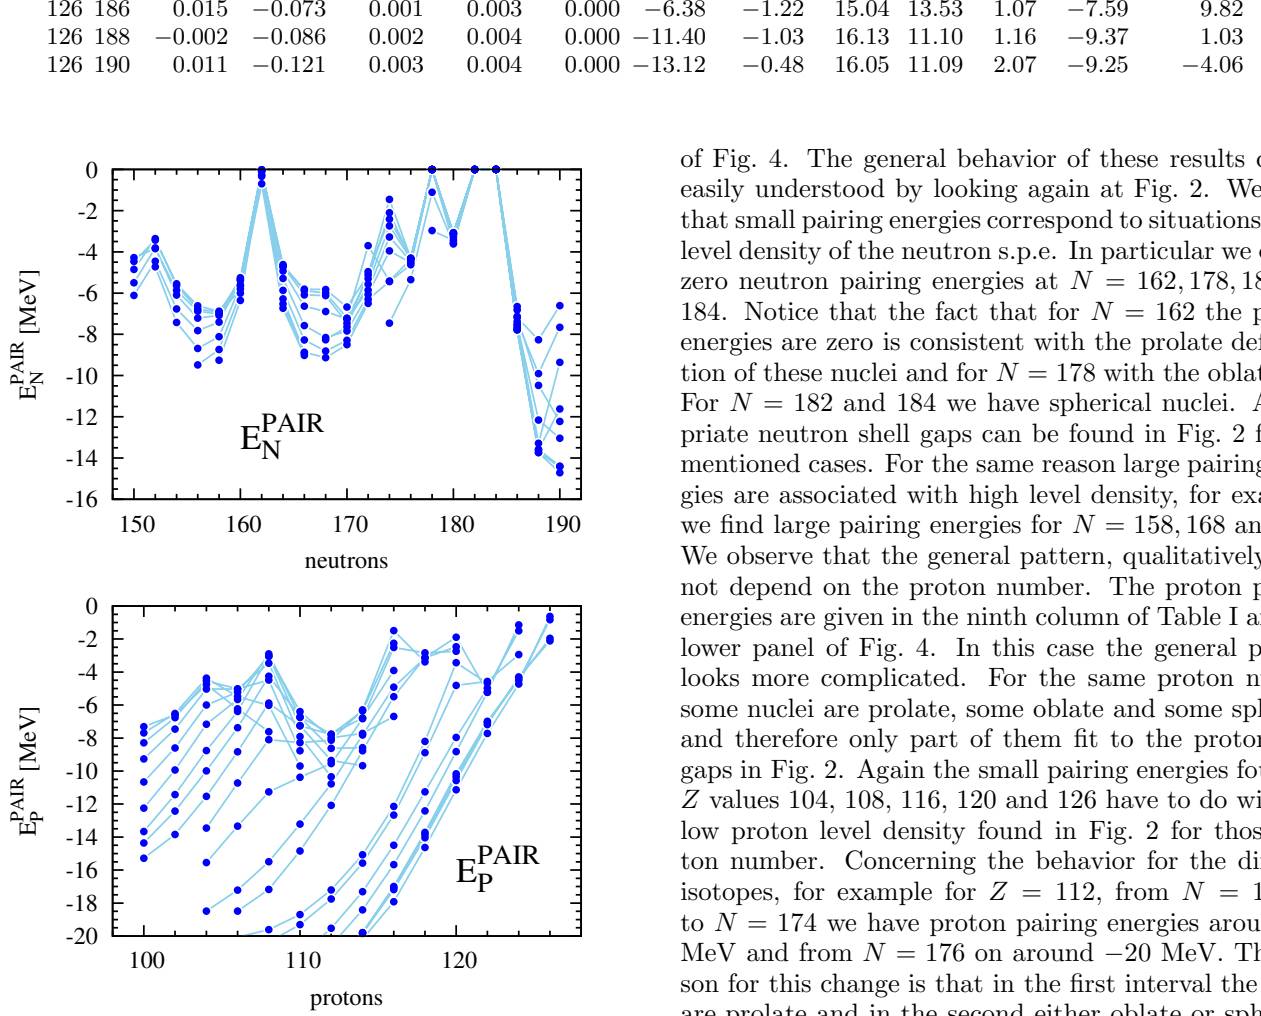 126 186 0.015 −0.073 0.001 0.003 0.000 −6.38 −1.22 15.04 13.53 1.07 −7.59 9.82
126 188 −0.002 −0.086 0.002 0.004 0.000 −11.40 −1.03 16.13 11.10 1.16 −9.37 1.03
126 190 0.011 −0.121 0.003 0.004 0.000 −13.12 −0.48 16.05 11.09 2.07 −9.25 −4.06
0
-2
-4
-6
-8
-10
-12
-14
-16
E_N^PAIR [MeV]
E_N^PAIR
150 160 170 180 190
neutrons
0
-2
-4
-6
-8
-10
-12
-14
-16
-18
-20
E_P^PAIR [MeV]
E_P^PAIR
100 110 120
protons
of Fig. 4. The general behavior of these results
easily understood by looking again at Fig. 2. We
that small pairing energies correspond to situations
level density of the neutron s.p.e. In particular we
zero neutron pairing energies at N = 162, 178,
184. Notice that the fact that for N = 162 the
energies are zero is consistent with the prolate
tion of these nuclei and for N = 178 with the
For N = 182 and 184 we have spherical nuclei.
priate neutron shell gaps can be found in Fig. 2
mentioned cases. For the same reason large pairing
gies are associated with high level density, for
we find large pairing energies for N = 158, 168
We observe that the general pattern, qualitatively
not depend on the proton number. The proton
energies are given in the ninth column of Table I
lower panel of Fig. 4. In this case the general
looks more complicated. For the same proton
some nuclei are prolate, some oblate and some
and therefore only part of them fit to the
gaps in Fig. 2. Again the small pairing energies
Z values 104, 108, 116, 120 and 126 have to do
low proton level density found in Fig. 2 for
ton number. Concerning the behavior for the
isotopes, for example for Z = 112, from N =
to N = 174 we have proton pairing energies
MeV and from N = 176 on around −20 MeV.
son for this change is that in the first interval the
are prolate and in the second either oblate or